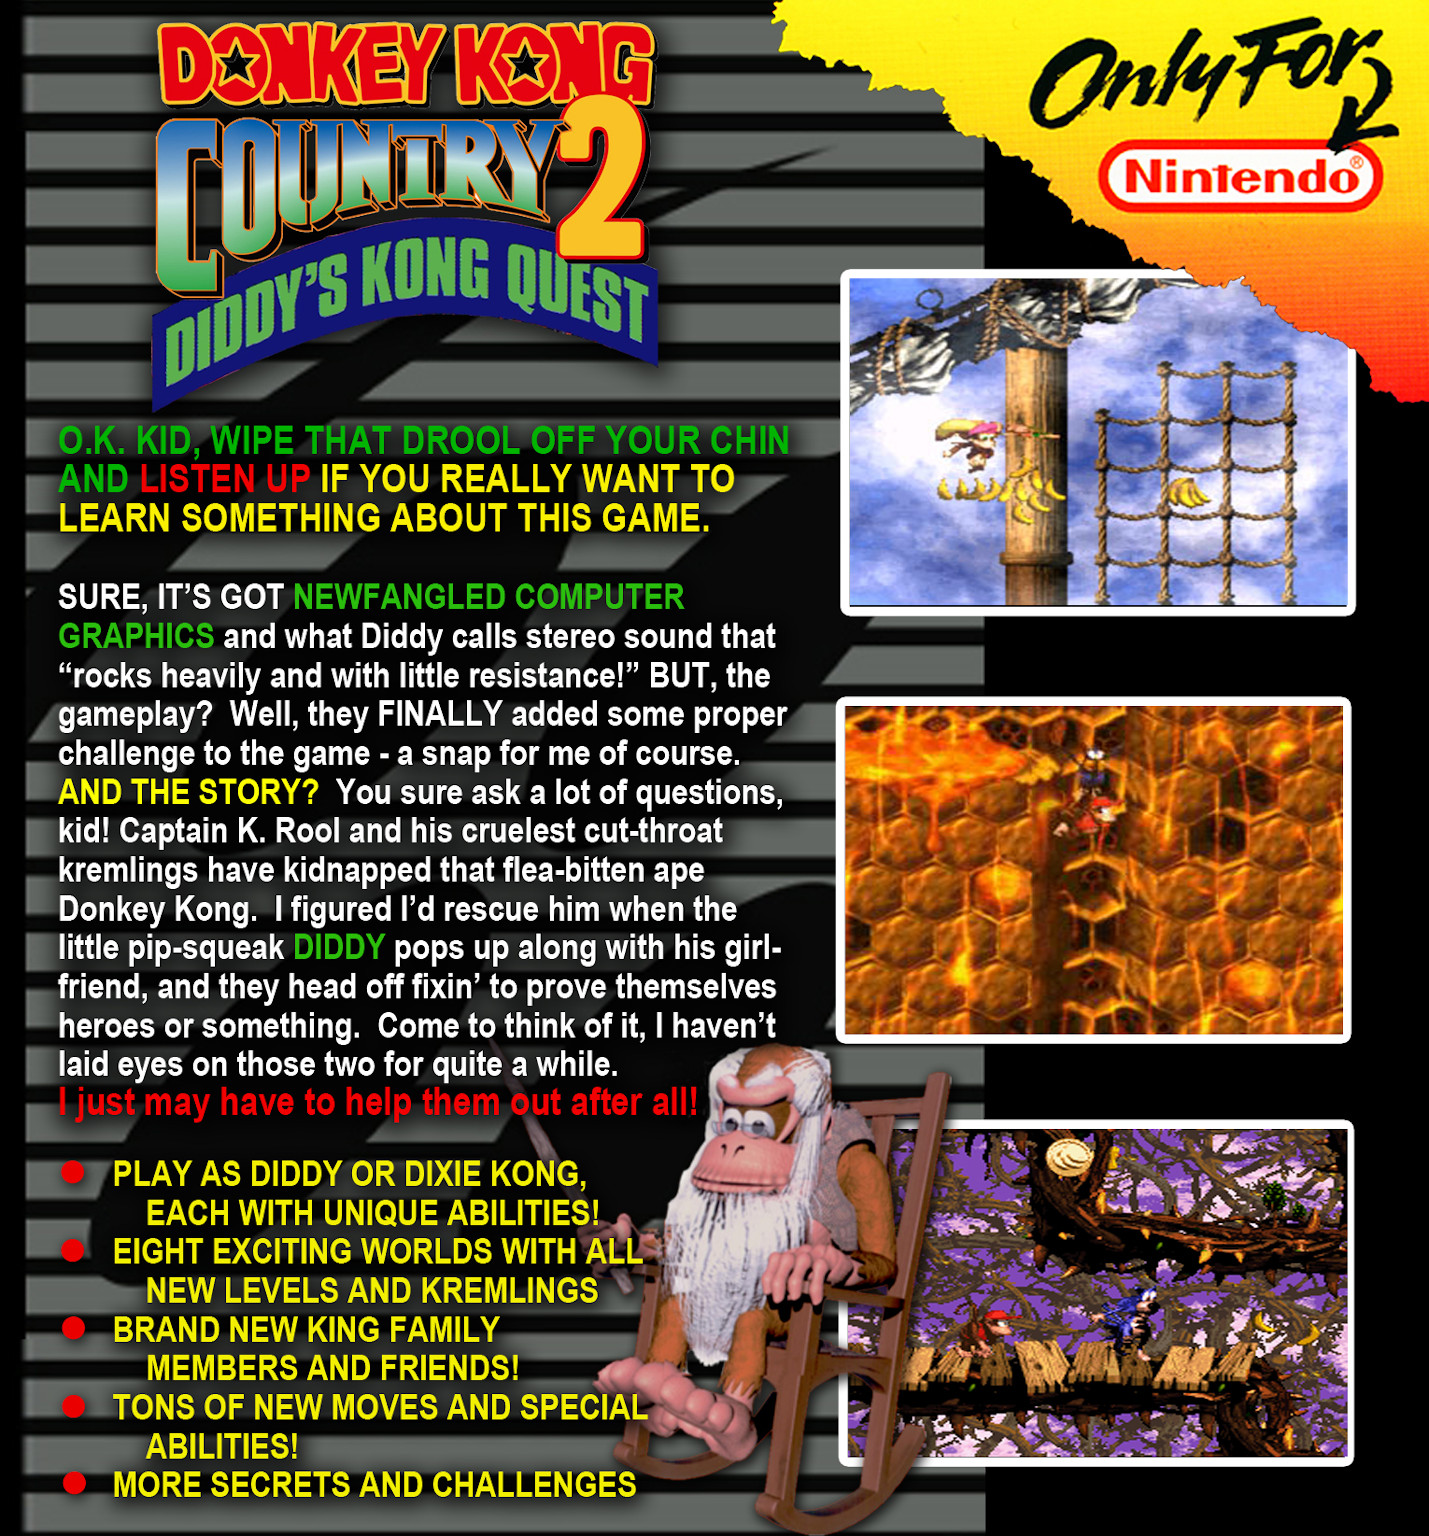 DONKEY KONG
COUNTRY 2
DIDDY'S KONG QUEST
Only For
Nintendo®
O.K. KID, WIPE THAT DROOL OFF YOUR CHIN
AND LISTEN UP IF YOU REALLY WANT TO
LEARN SOMETHING ABOUT THIS GAME.
SURE, IT'S GOT NEWFANGLED COMPUTER
GRAPHICS and what Diddy calls stereo sound that
“rocks heavily and with little resistance!” BUT, the
gameplay?  Well, they FINALLY added some proper
challenge to the game - a snap for me of course.
AND THE STORY?  You sure ask a lot of questions,
kid! Captain K. Rool and his cruelest cut-throat
kremlings have kidnapped that flea-bitten ape
Donkey Kong.  I figured I’d rescue him when the
little pip-squeak DIDDY pops up along with his girl-
friend, and they head off fixin’ to prove themselves
heroes or something.  Come to think of it, I haven’t
laid eyes on those two for quite a while.
I just may have to help them out after all!
● PLAY AS DIDDY OR DIXIE KONG,
EACH WITH UNIQUE ABILITIES!
● EIGHT EXCITING WORLDS WITH ALL
NEW LEVELS AND KREMLINGS
● BRAND NEW KING FAMILY
MEMBERS AND FRIENDS!
● TONS OF NEW MOVES AND SPECIAL
ABILITIES!
● MORE SECRETS AND CHALLENGES